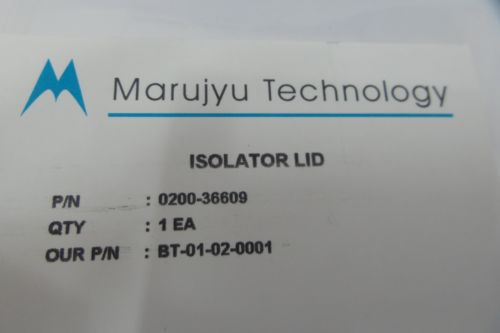 Marujyu Technology
ISOLATOR LID
P/N : 0200-36609
QTY : 1 EA
OUR P/N : BT-01-02-0001